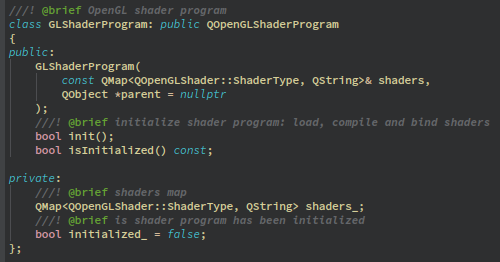 ///! @brief OpenGL shader program
class GLShaderProgram: public QOpenGLShaderProgram
{
public:
    GLShaderProgram(
        const QMap<QOpenGLShader::ShaderType, QString>& shaders,
        QObject *parent = nullptr
    );
    ///! @brief initialize shader program: load, compile and bind shaders
    bool init();
    bool isInitialized() const;

private:
    ///! @brief shaders map
    QMap<QOpenGLShader::ShaderType, QString> shaders_;
    ///! @brief is shader program has been initialized
    bool initialized_ = false;
};